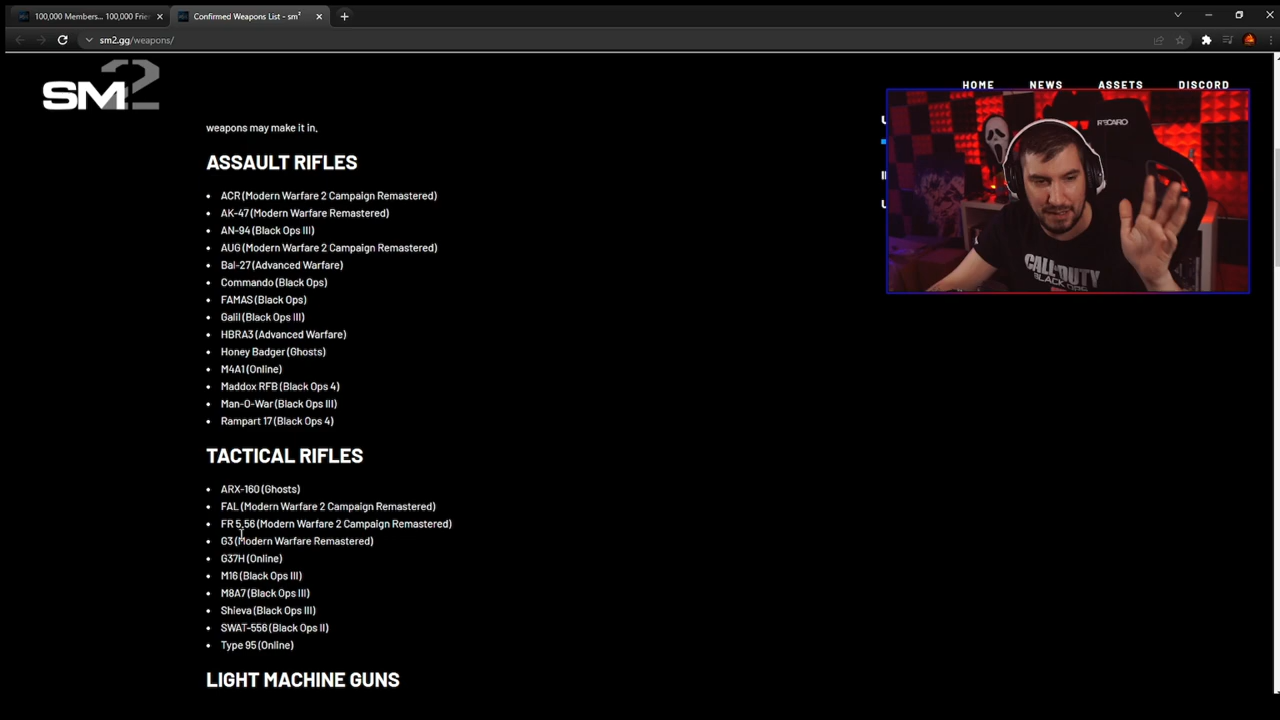 100,000 Members... 100,000 Frie
Confirmed Weapons List - sm²
sm2.gg/weapons/
SM2
HOME NEWS ASSETS DISCORD
weapons may make it in.
ASSAULT RIFLES
ACR (Modern Warfare 2 Campaign Remastered)
AK-47 (Modern Warfare Remastered)
AN-94 (Black Ops III)
AUG (Modern Warfare 2 Campaign Remastered)
Bal-27 (Advanced Warfare)
Commando (Black Ops)
FAMAS (Black Ops)
Galil (Black Ops III)
HBRA3 (Advanced Warfare)
Honey Badger (Ghosts)
M4A1 (Online)
Maddox RFB (Black Ops 4)
Man-O-War (Black Ops III)
Rampart 17 (Black Ops 4)
TACTICAL RIFLES
ARX-160 (Ghosts)
FAL (Modern Warfare 2 Campaign Remastered)
FR 5.56 (Modern Warfare 2 Campaign Remastered)
G3 (Modern Warfare Remastered)
G37H (Online)
M16 (Black Ops III)
M8A7 (Black Ops III)
Shieva (Black Ops III)
SWAT-556 (Black Ops II)
Type 95 (Online)
LIGHT MACHINE GUNS
RECARO
CALL OF DUTY
BLACK OPS